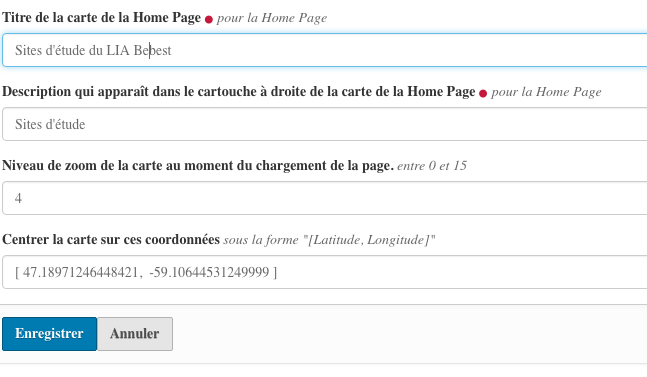 Titre de la carte de la Home Page ● pour la Home Page
Sites d'étude du LIA Bebest
Description qui apparaît dans le cartouche à droite de la carte de la Home Page ● pour la Home Page
Sites d'étude
Niveau de zoom de la carte au moment du chargement de la page. entre 0 et 15
4
Centrer la carte sur ces coordonnées sous la forme "[Latitude, Longitude]"
[ 47.18971246448421, -59.10644531249999 ]
Enregistrer Annuler